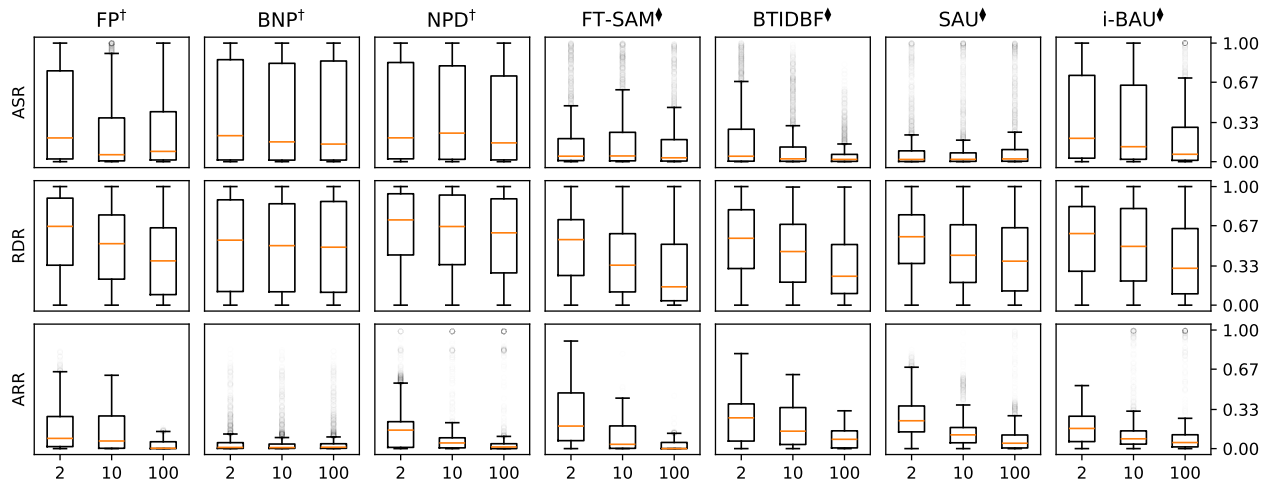 FP† BNP† NPD† FT-SAM♦ BTIDBF♦ SAU♦ i-BAU♦
ASR 1.00
0.67
0.33
0.00
RDR 1.00
0.67
0.33
0.00
ARR 1.00
0.67
0.33
0.00
2 10 100 2 10 100 2 10 100 2 10 100 2 10 100 2 10 100 2 10 100